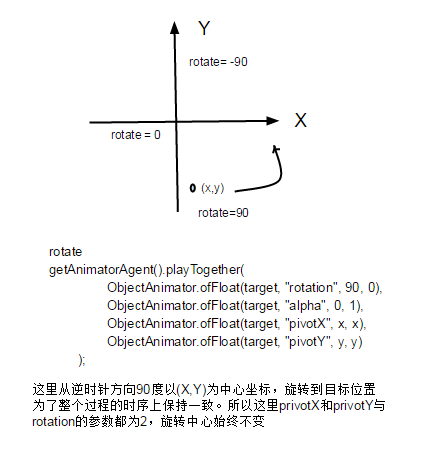 Y
rotate= -90
X
rotate = 0
(x,y)
rotate=90
rotate
getAnimatorAgent().playTogether(
ObjectAnimator.ofFloat(target, "rotation", 90, 0),
ObjectAnimator.ofFloat(target, "alpha", 0, 1),
ObjectAnimator.ofFloat(target, "pivotX", x, x),
ObjectAnimator.ofFloat(target, "pivotY", y, y)
);
这里从逆时针方向90度以(X,Y)为中心坐标，旋转到目标位置
为了整个过程的时序上保持一致。所以这里privotX和privotY与
rotation的参数都为2，旋转中心始终不变